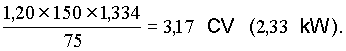 1,20×150×1,334
75
= 3,17 CV (2,33 kW).